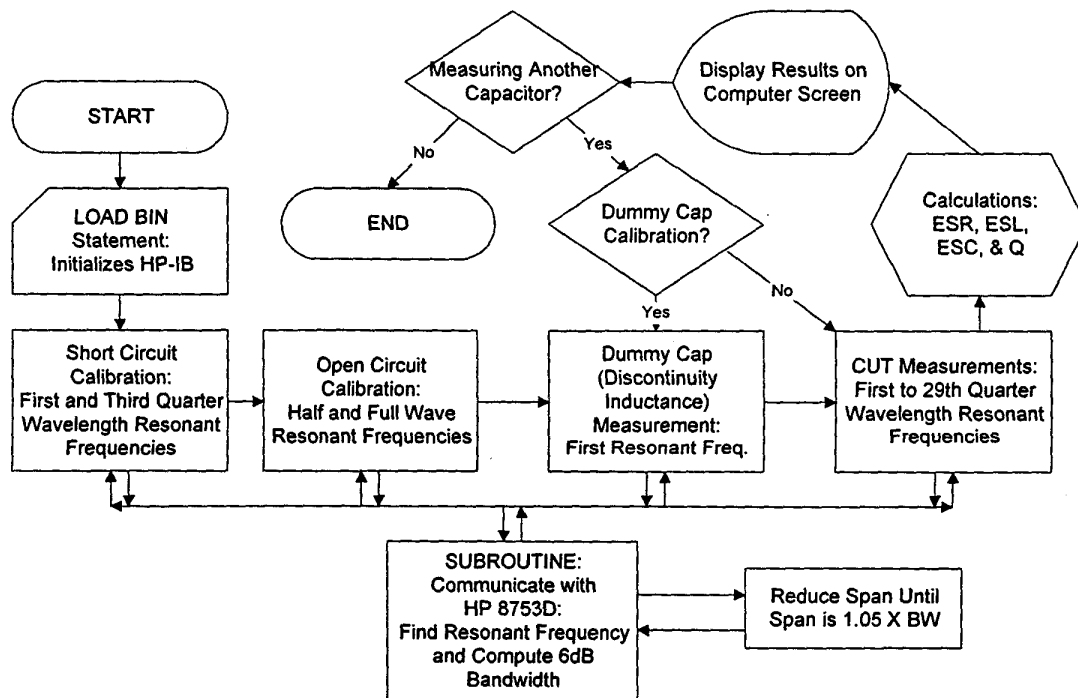 START
LOAD BIN
Statement:
Initializes HP-IB
Short Circuit
Calibration:
First and Third Quarter
Wavelength Resonant
Frequencies
Open Circuit
Calibration:
Half and Full Wave
Resonant Frequencies
Dummy Cap
(Discontinuity
Inductance)
Measurement:
First Resonant Freq.
CUT Measurements:
First to 29th Quarter
Wavelength Resonant
Frequencies
Calculations:
ESR, ESL,
ESC, & Q
Display Results on
Computer Screen
Measuring Another
Capacitor?
No
Yes
END
Dummy Cap
Calibration?
Yes
No
SUBROUTINE:
Communicate with
HP 8753D:
Find Resonant Frequency
and Compute 6dB
Bandwidth
Reduce Span Until
Span is 1.05 X BW